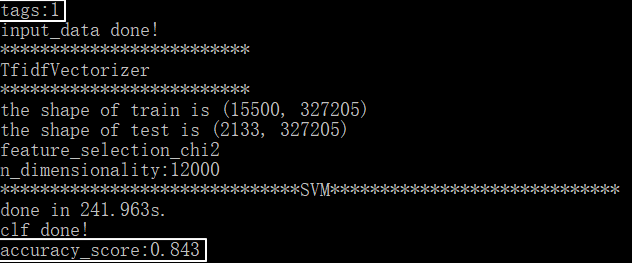 tags:1
input_data done!
*************************
TfidfVectorizer
*************************
the shape of train is (15500, 327205)
the shape of test is (2133, 327205)
feature_selection_chi2
n_dimensionality:12000
******************************SVM*****************************
done in 241.963s.
clf done!
accuracy_score:0.843